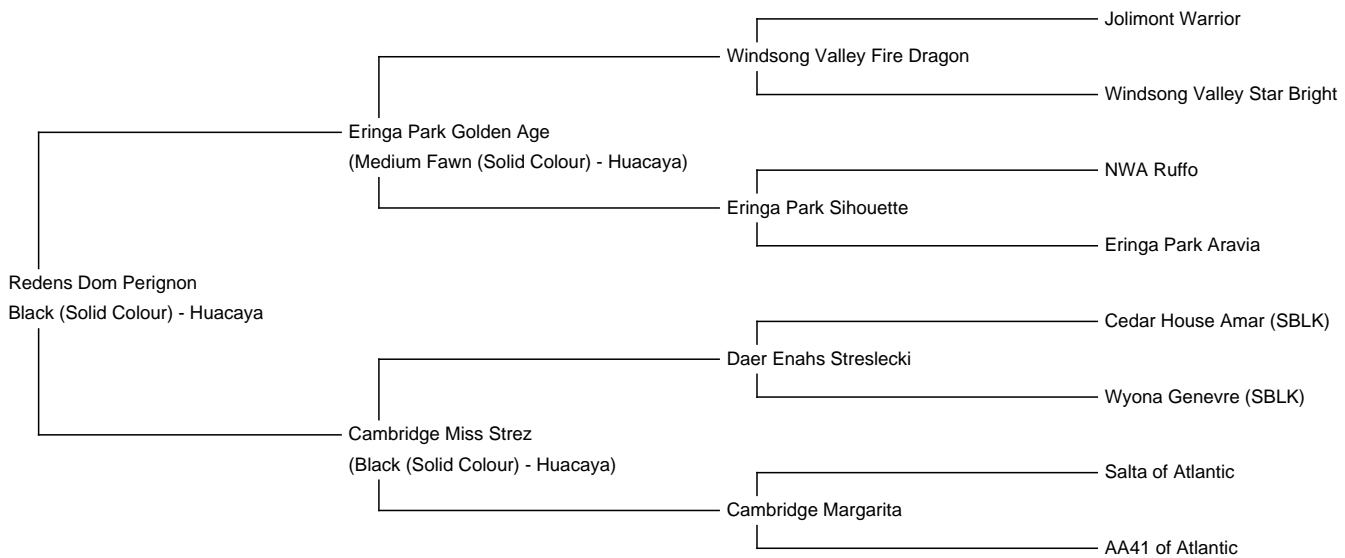 Jolimont Warrior
Windsong Valley Fire Dragon
Windsong Valley Star Bright
Eringa Park Golden Age
(Medium Fawn (Solid Colour) - Huacaya)
NWA Ruffo
Eringa Park Sihouette
Eringa Park Aravia
Redens Dom Perignon
Black (Solid Colour) - Huacaya
Cedar House Amar (SBLK)
Daer Enahs Streslecki
Wyona Genevre (SBLK)
Cambridge Miss Strez
(Black (Solid Colour) - Huacaya)
Salta of Atlantic
Cambridge Margarita
AA41 of Atlantic